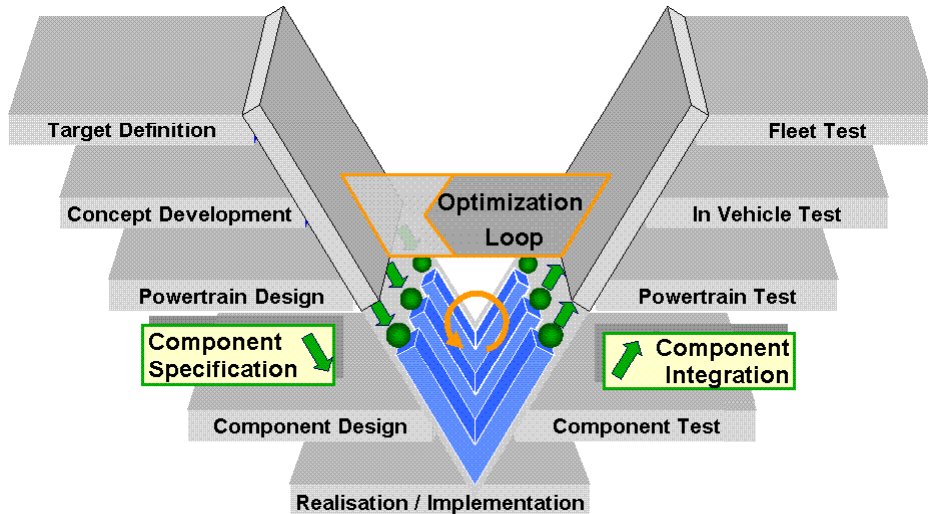 Target Definition
Fleet Test
Optimization
Loop
Concept Development
In Vehicle Test
Powertrain Design
Powertrain Test
Component
Specification
Component
Integration
Component Design
Component Test
Realisation / Implementation